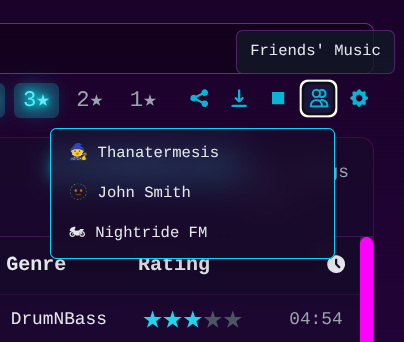 Friends' Music
3★ 2★ 1★
Thanatermesis
John Smith
Nightride FM
Genre Rating
DrumNBass ★★★★★ 04:54